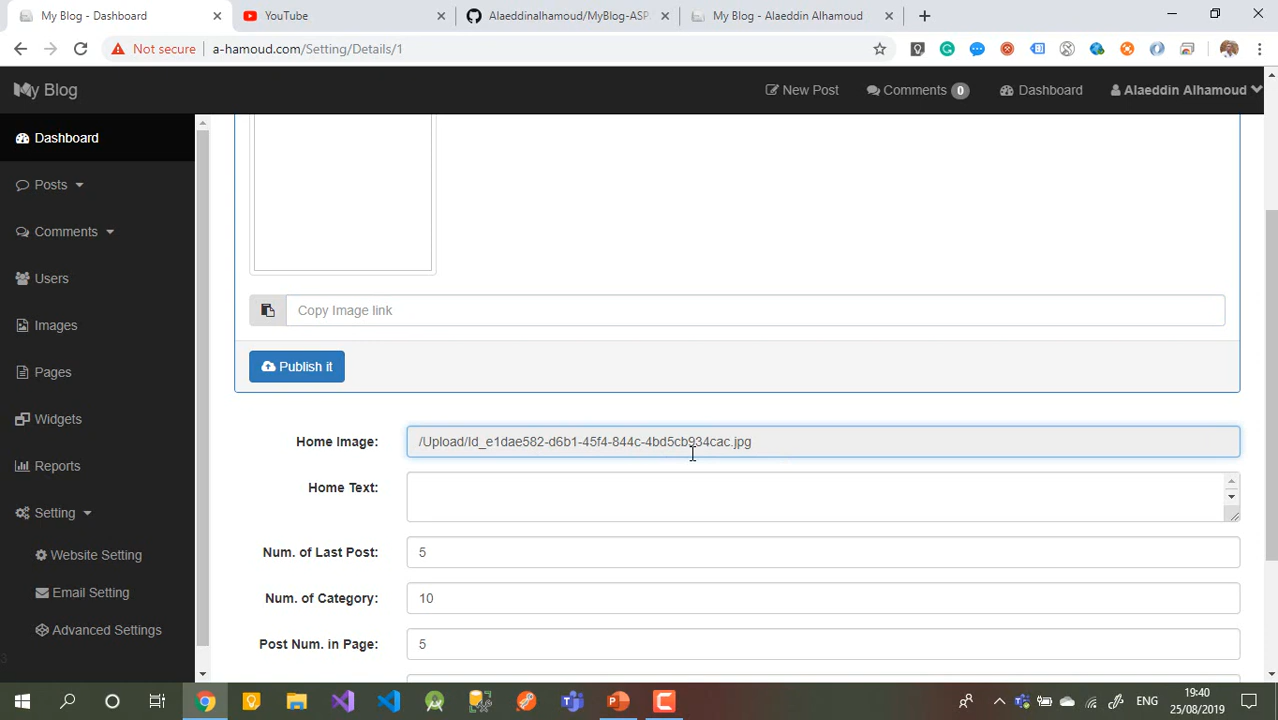 My Blog - Dashboard
YouTube
Alaeddinalhamoud/MyBlog-ASP
My Blog - Alaeddin Alhamoud
Not secure
a-hamoud.com/Setting/Details/1
My Blog
New Post
Comments 0
Dashboard
Alaeddin Alhamoud
Dashboard
Posts
Comments
Users
Images
Pages
Widgets
Reports
Setting
Website Setting
Email Setting
Advanced Settings
3
Copy Image link
Publish it
Home Image:
/Upload/Id_e1dae582-d6b1-45f4-844c-4bd5cb934cac.jpg
Home Text:
Num. of Last Post:
5
Num. of Category:
10
Post Num. in Page:
5
ENG
19:40
25/08/2019